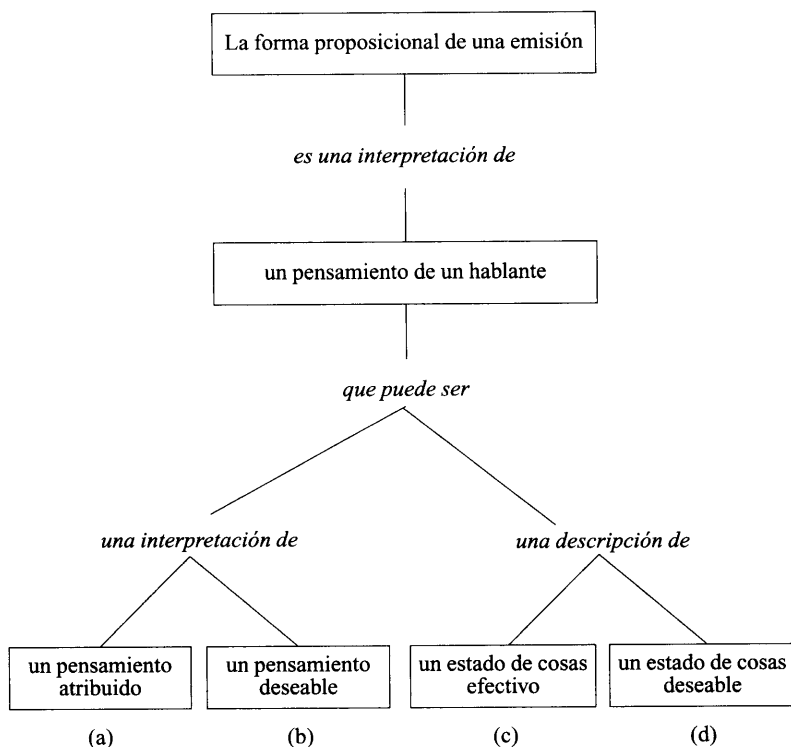 La forma proposicional de una emisión
es una interpretación de
un pensamiento de un hablante
que puede ser
una interpretación de
una descripción de
un pensamiento
atribuido
un pensamiento
deseable
un estado de cosas
efectivo
un estado de cosas
deseable
(a)
(b)
(c)
(d)